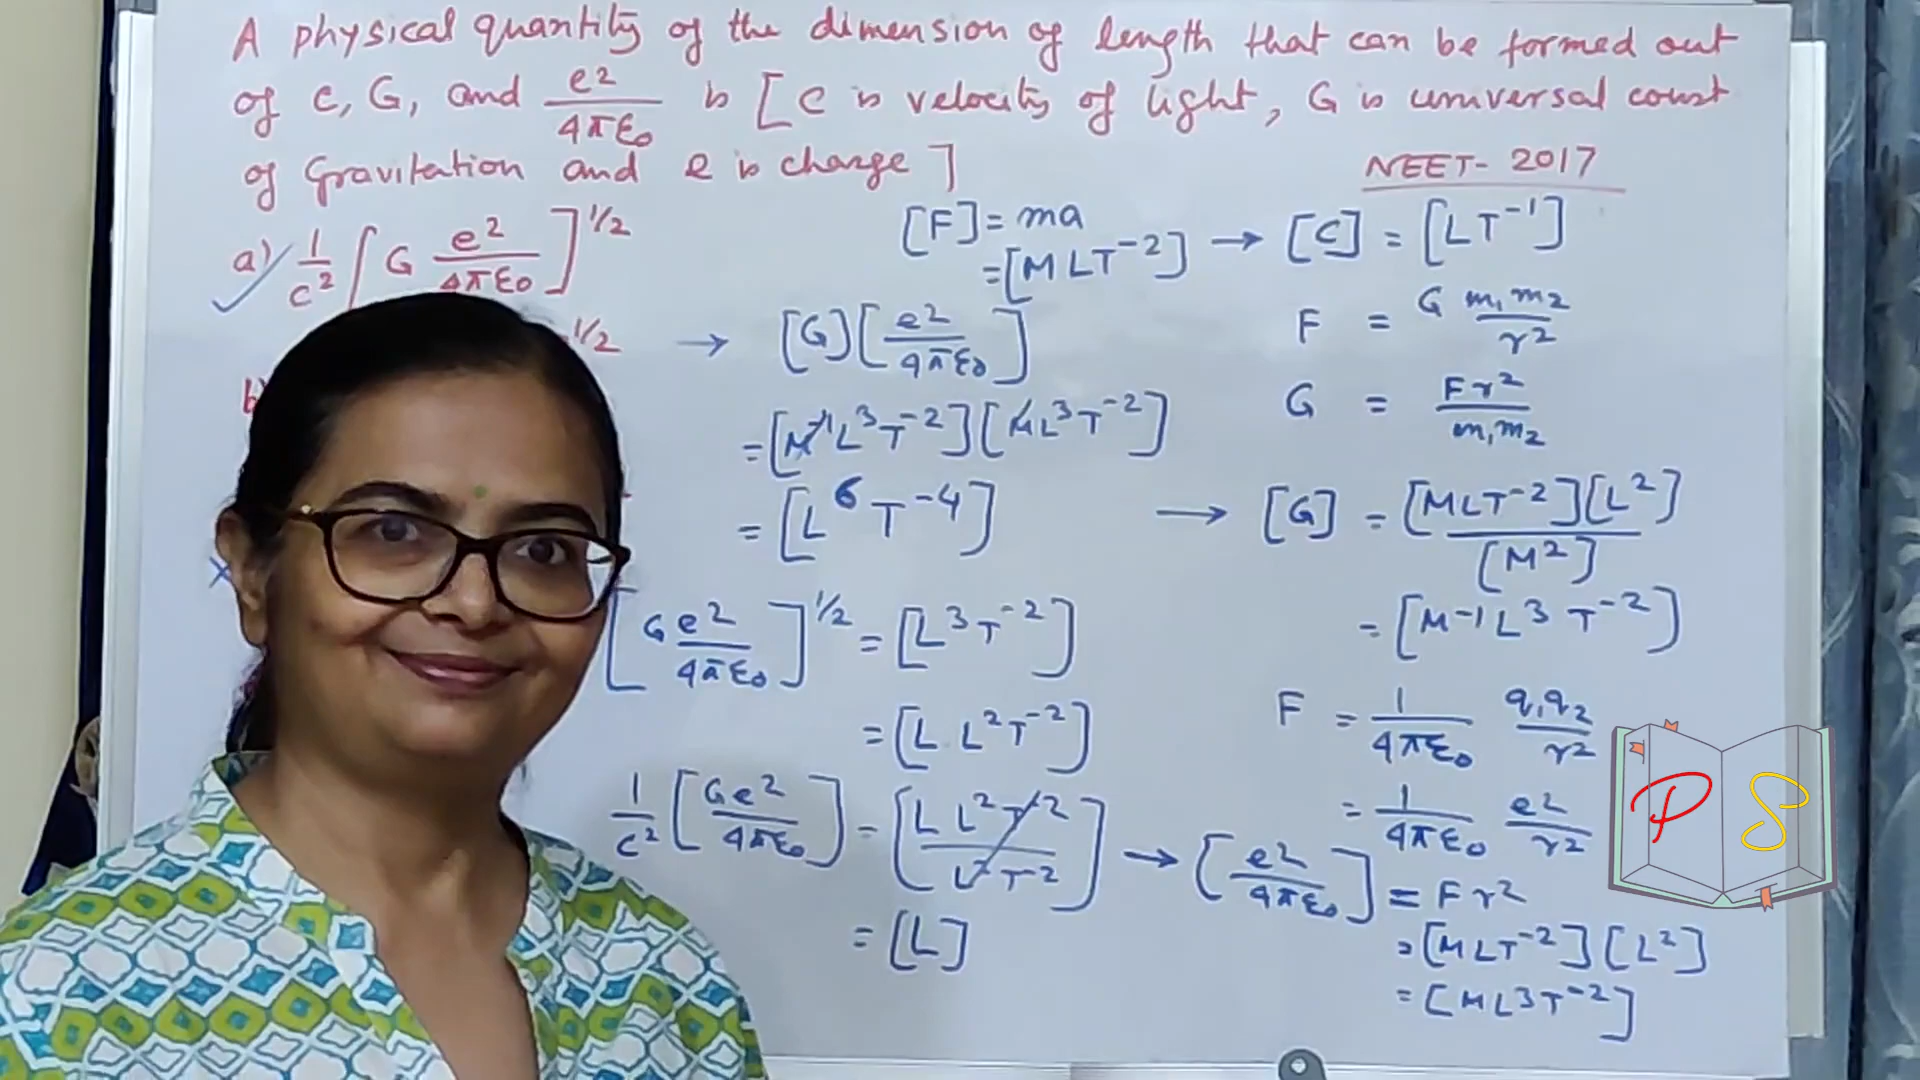 A physical quantity of the dimension of length that can be formed out
of c, G, and e²/4πε₀ is [c is velocity of light, G is universal const
of Gravitation and e is charge]
NEET- 2017
a) 1/c² [G e²/4πε₀]^1/2
^1/2
b)
[F] = ma
= [MLT⁻²]
→ [G][e²/4πε₀]
= [M⁻¹L³T⁻²][ML³T⁻²]
= [L⁶T⁻⁴]
[Ge²/4πε₀]^1/2 = [L³T⁻²]
= [L L²T⁻²]
1/c² [Ge²/4πε₀] = [L L²T⁻²/L²T⁻²]
= [L]
→ [C] = [LT⁻¹]
F = G m₁m₂/r²
G = Fr²/m₁m₂
→ [G] = [MLT⁻²][L²]/[M²]
= [M⁻¹L³T⁻²]
F = 1/4πε₀ q₁q₂/r²
= 1/4πε₀ e²/r²
→ [e²/4πε₀] = Fr²
= [MLT⁻²][L²]
= [ML³T⁻²]
P S